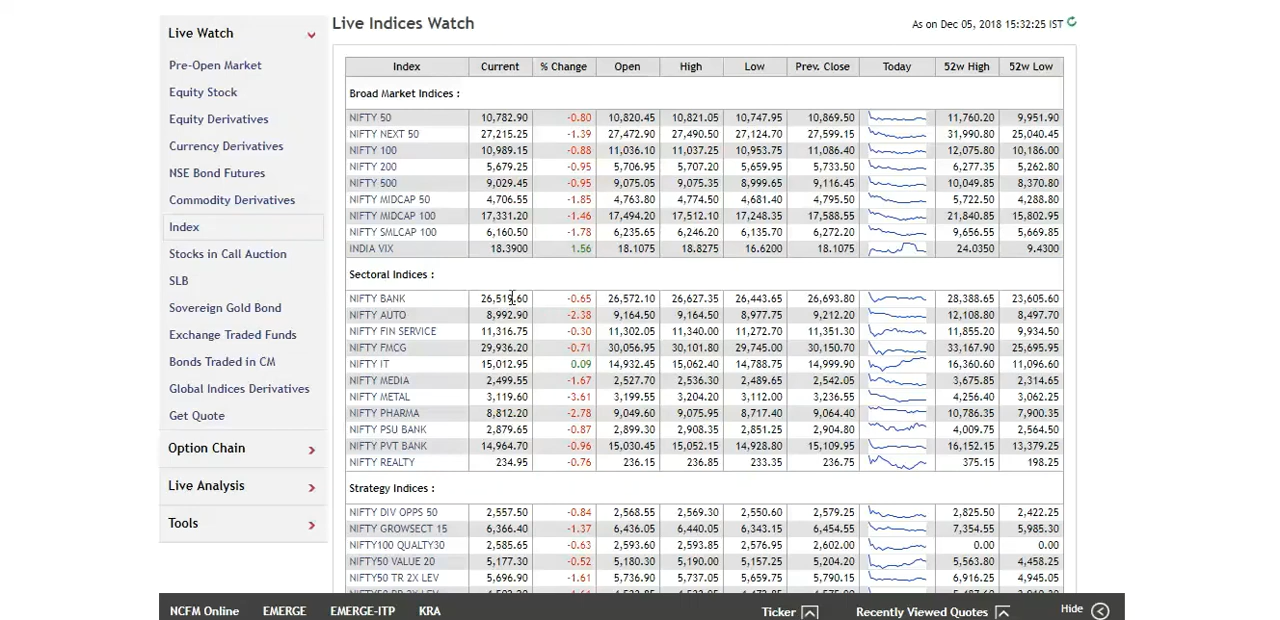 Live Watch
Pre-Open Market
Equity Stock
Equity Derivatives
Currency Derivatives
NSE Bond Futures
Commodity Derivatives
Index
Stocks in Call Auction
SLB
Sovereign Gold Bond
Exchange Traded Funds
Bonds Traded in CM
Global Indices Derivatives
Get Quote
Option Chain
Live Analysis
Tools
Live Indices Watch
As on Dec 05, 2018 15:32:25 IST
Index Current % Change Open High Low Prev. Close Today 52w High 52w Low
Broad Market Indices :
NIFTY 50 10,782.90 -0.80 10,820.45 10,821.05 10,747.95 10,869.50 11,760.20 9,951.90
NIFTY NEXT 50 27,215.25 -1.39 27,472.90 27,490.50 27,124.70 27,599.15 31,990.80 25,040.45
NIFTY 100 10,989.15 -0.88 11,036.10 11,037.25 10,953.75 11,086.40 12,075.80 10,186.00
NIFTY 200 5,679.25 -0.95 5,706.95 5,707.20 5,659.95 5,733.50 6,277.35 5,262.80
NIFTY 500 9,029.45 -0.95 9,075.05 9,075.35 8,999.65 9,116.45 10,049.85 8,370.80
NIFTY MIDCAP 50 4,706.55 -1.85 4,763.80 4,774.50 4,681.40 4,795.50 5,722.50 4,288.80
NIFTY MIDCAP 100 17,331.20 -1.46 17,494.20 17,512.10 17,248.35 17,588.55 21,840.85 15,802.95
NIFTY SMLCAP 100 6,160.50 -1.78 6,235.65 6,246.20 6,135.70 6,272.20 9,656.55 5,669.85
INDIA VIX 18.3900 1.56 18.1075 18.8275 16.6200 18.1075 24.0350 9.4300
Sectoral Indices :
NIFTY BANK 26,519.60 -0.65 26,572.10 26,627.35 26,443.65 26,693.80 28,388.65 23,605.60
NIFTY AUTO 8,992.90 -2.38 9,164.50 9,164.50 8,977.75 9,212.20 12,108.80 8,497.70
NIFTY FIN SERVICE 11,316.75 -0.30 11,302.05 11,340.00 11,272.70 11,351.30 11,855.20 9,934.50
NIFTY FMCG 29,936.20 -0.71 30,056.95 30,101.80 29,745.00 30,150.70 33,167.90 25,695.95
NIFTY IT 15,012.95 0.09 14,932.45 15,062.40 14,788.75 14,999.90 16,360.60 11,096.60
NIFTY MEDIA 2,499.55 -1.67 2,527.70 2,536.30 2,489.65 2,542.05 3,675.85 2,314.65
NIFTY METAL 3,119.60 -3.61 3,199.55 3,204.20 3,112.00 3,236.55 4,256.40 3,062.25
NIFTY PHARMA 8,812.20 -2.78 9,049.60 9,075.95 8,717.40 9,064.40 10,786.35 7,900.35
NIFTY PSU BANK 2,879.65 -0.87 2,899.30 2,908.35 2,851.25 2,904.80 4,009.75 2,564.50
NIFTY PVT BANK 14,964.70 -0.96 15,030.45 15,052.15 14,928.80 15,109.95 16,152.15 13,379.25
NIFTY REALTY 234.95 -0.76 236.15 236.85 233.35 236.75 375.15 198.25
Strategy Indices :
NIFTY DIV OPPS 50 2,557.50 -0.84 2,568.55 2,569.30 2,550.60 2,579.25 2,825.50 2,422.25
NIFTY GROWSECT 15 6,366.40 -1.37 6,436.05 6,440.05 6,343.15 6,454.55 7,354.55 5,985.30
NIFTY100 QUALTY30 2,585.65 -0.63 2,593.60 2,593.85 2,576.95 2,602.00 0.00 0.00
NIFTY50 VALUE 20 5,177.30 -0.52 5,180.30 5,190.00 5,157.25 5,204.20 5,563.80 4,458.25
NIFTY50 TR 2X LEV 5,696.90 -1.61 5,736.90 5,737.05 5,659.75 5,790.15 6,916.25 4,945.05
NCFM Online EMERGE EMERGE-ITP KRA Ticker Recently Viewed Quotes Hide